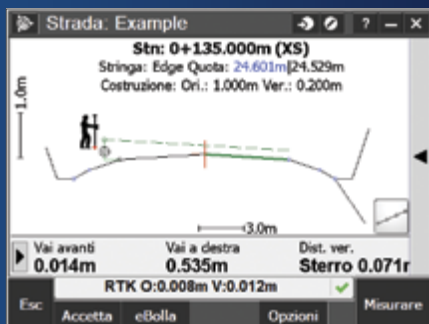 Strada: Example
Stn: 0+135.000m (XS)
Stringa: Edge Quota: 24.601m|24.529m
Costruzione: Ori.: 1.000m Ver.: 0.200m
1.0m
3.0m
Vai avanti Vai a destra Dist. ver.
0.014m 0.535m Sterro 0.071m
RTK O:0.008m V:0.012m
Esc Accetta eBolla Opzioni Misurare